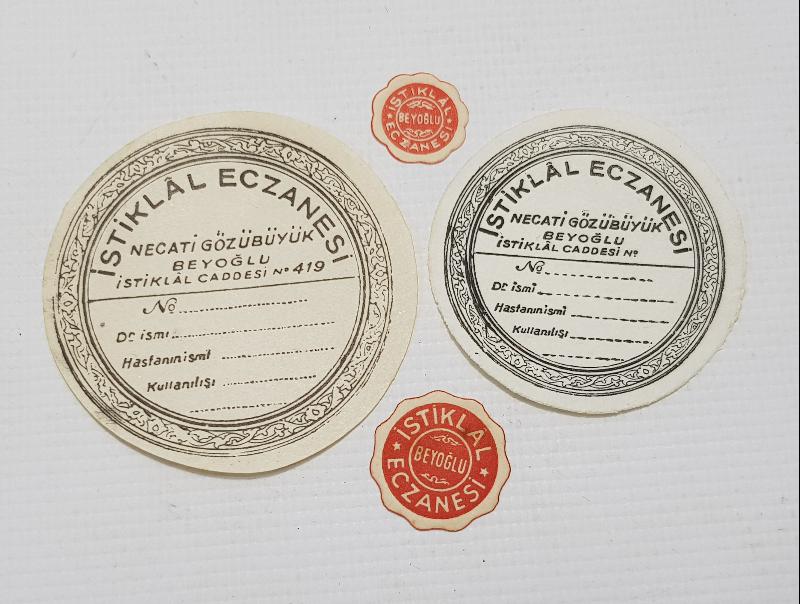 İSTİKLÂL ECZANESİ
NECATİ GÖZÜBÜYÜK
BEYOĞLU
İSTİKLÂL CADDESİ Nº 419
Nº
Dr ismi
Hastanın ismi
Kullanılışı
İSTİKLAL
BEYOĞLU
ECZANESİ
İSTİKLÂL ECZANESİ
NECATİ GÖZÜBÜYÜK
BEYOĞLU
İSTİKLÂL CADDESİ Nº
Nº
Dr ismi
Hastanın ismi
Kullanılışı
İSTİKLAL
BEYOĞLU
ECZANESİ